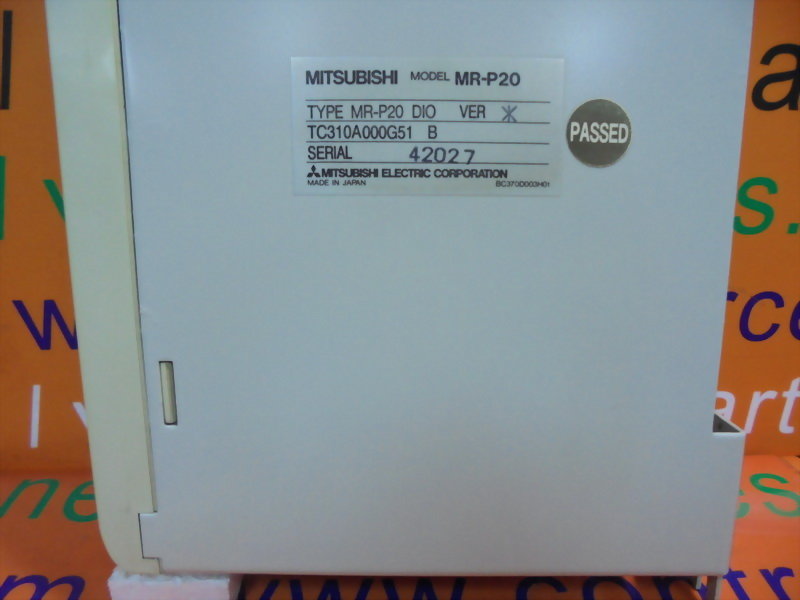 MITSUBISHI MODEL MR-P20
TYPE MR-P20 DIO VER *
TC310A000G51 B
SERIAL 42027
MITSUBISHI ELECTRIC CORPORATION
MADE IN JAPAN BC370D003H01
PASSED